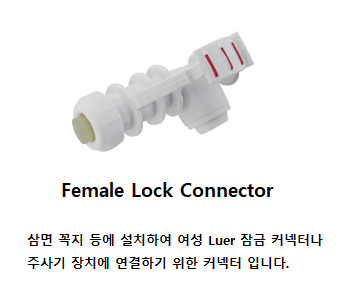 Female Lock Connector
삼면 꼭지 등에 설치하여 여성 Luer 잠금 커넥터나
주사기 장치에 연결하기 위한 커넥터 입니다.